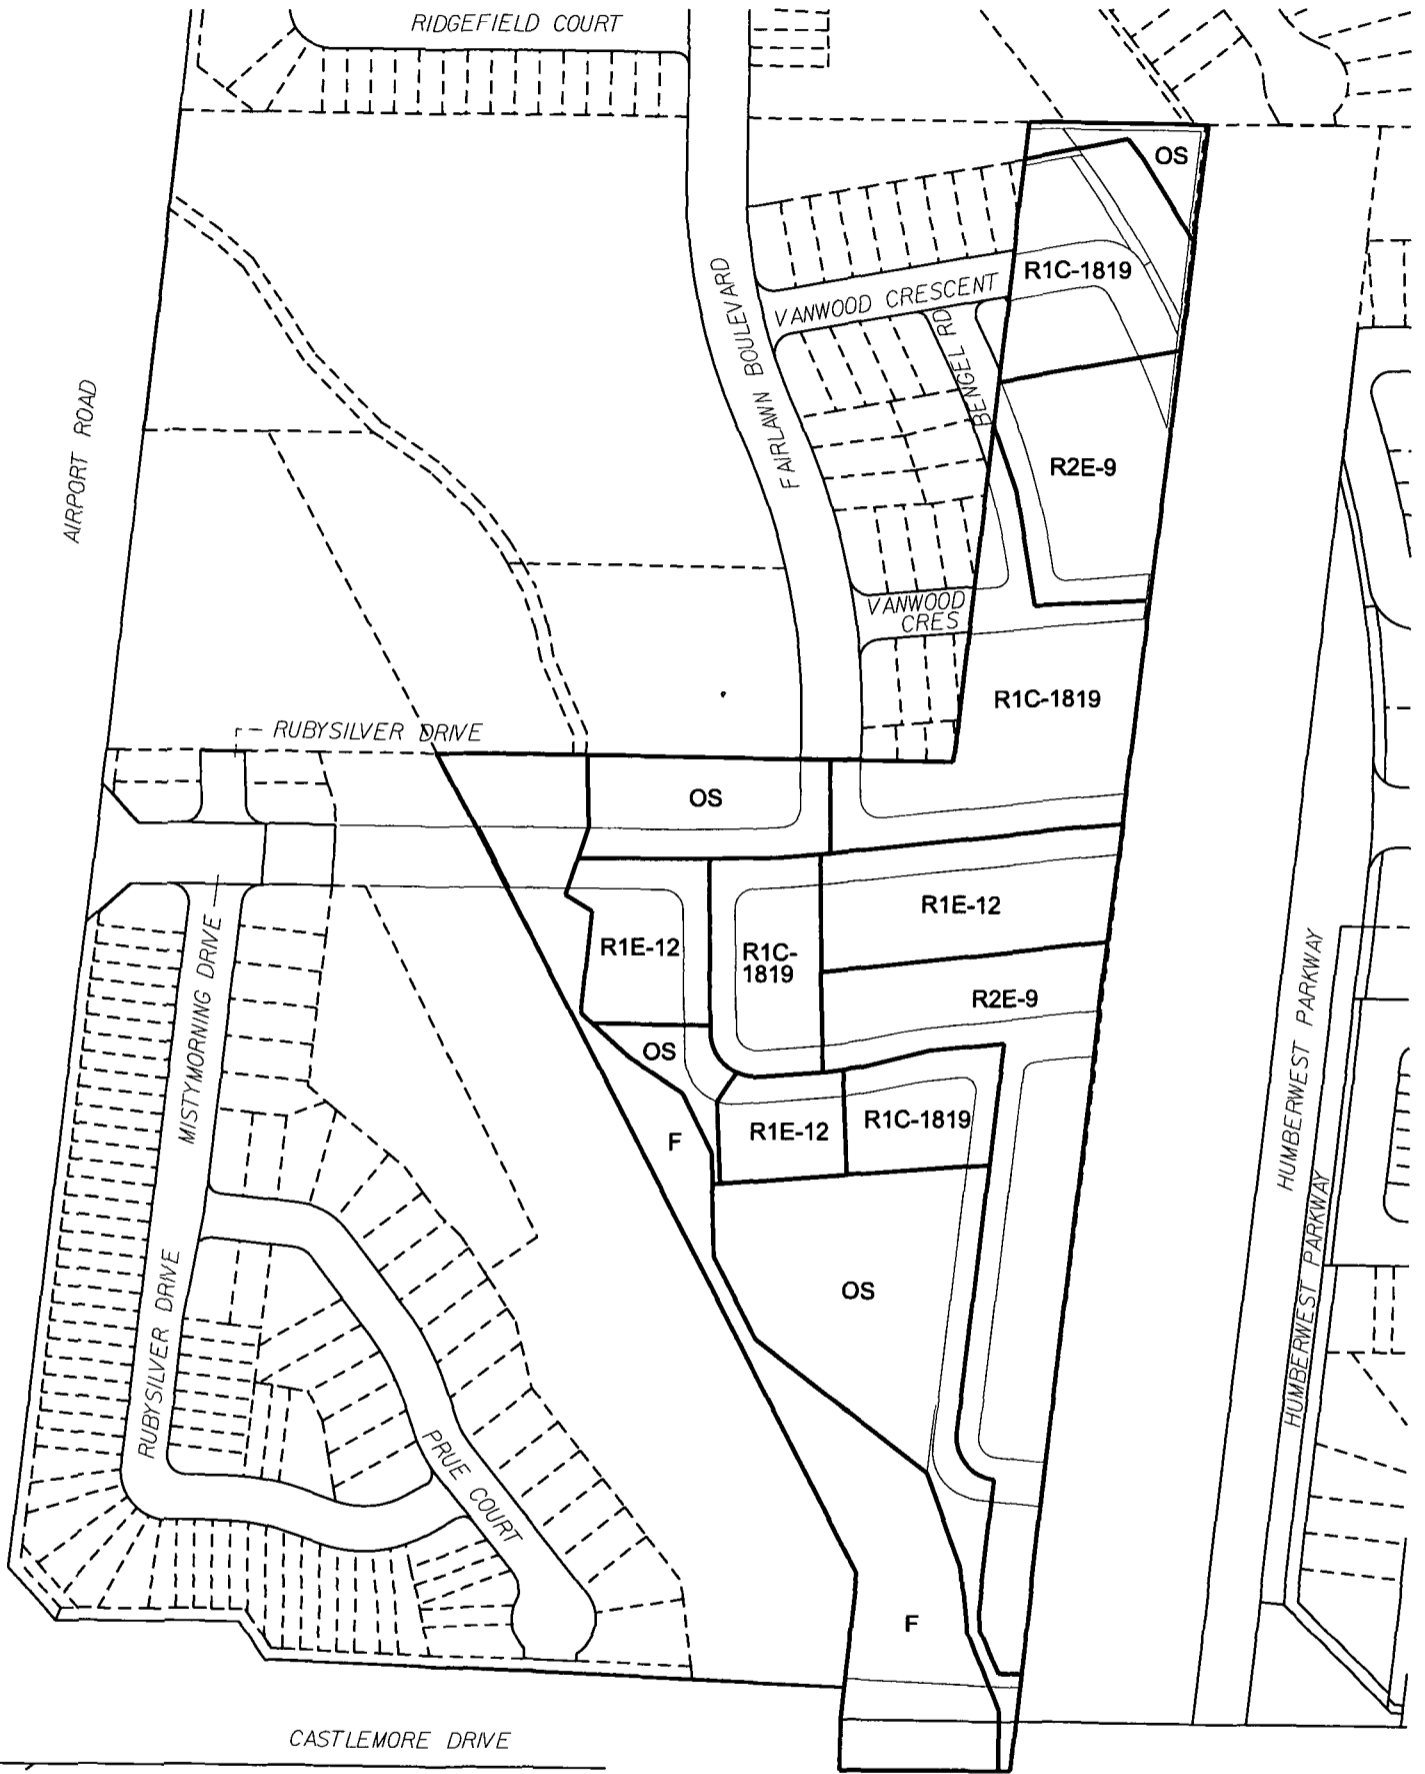 RIDGEFIELD COURT
OS
R1C-1819
VANWOOD CRESCENT
FAIRLAWN BOULEVARD
BENGEL RD
AIRPORT ROAD
R2E-9
VANWOOD
CRES
R1C-1819
RUBYSILVER DRIVE
OS
R1E-12
R1E-12
R1C-
1819
R2E-9
MISTYMORNING DRIVE
HUMBERWEST PARKWAY
OS
F
R1E-12
R1C-1819
HUMBERWEST PARKWAY
OS
RUBYSILVER DRIVE
PRUE COURT
F
CASTLEMORE DRIVE